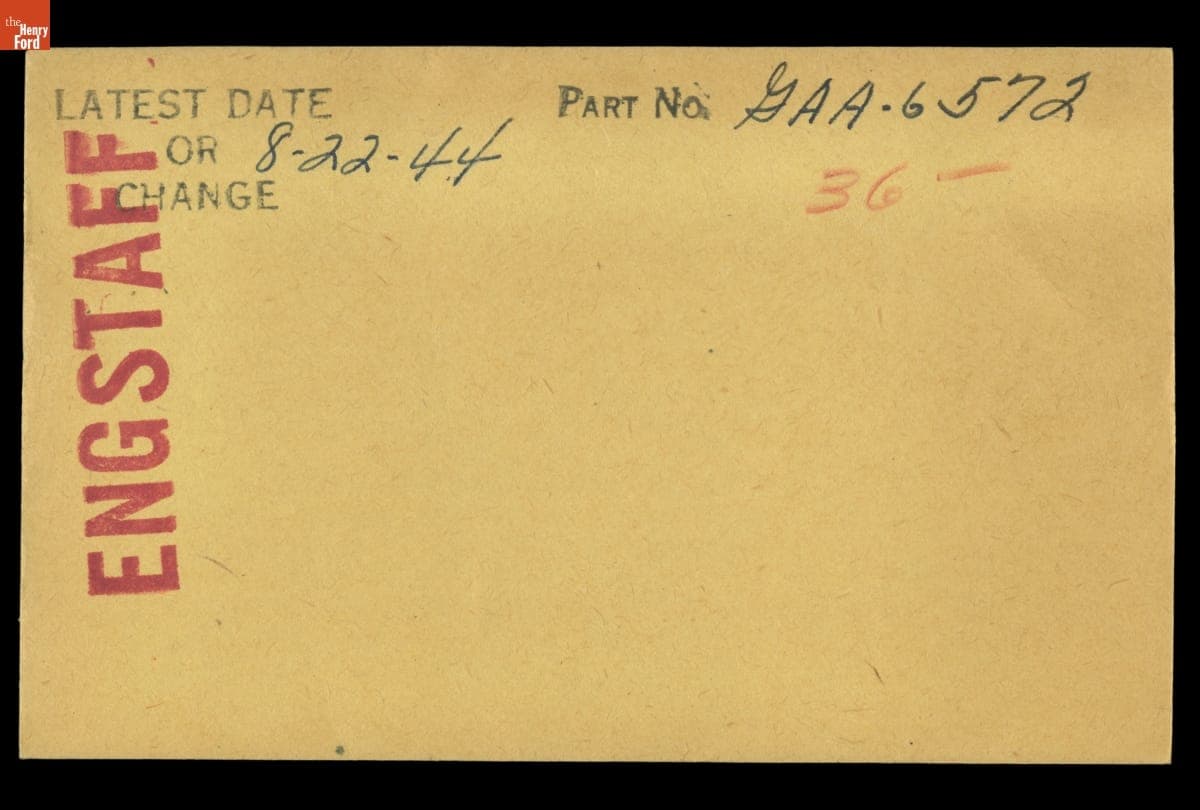 the
Henry
Ford
LATEST DATE
OR 8-22-44
CHANGE
PART No. GAA-6572
36 -
ENGSTAFF